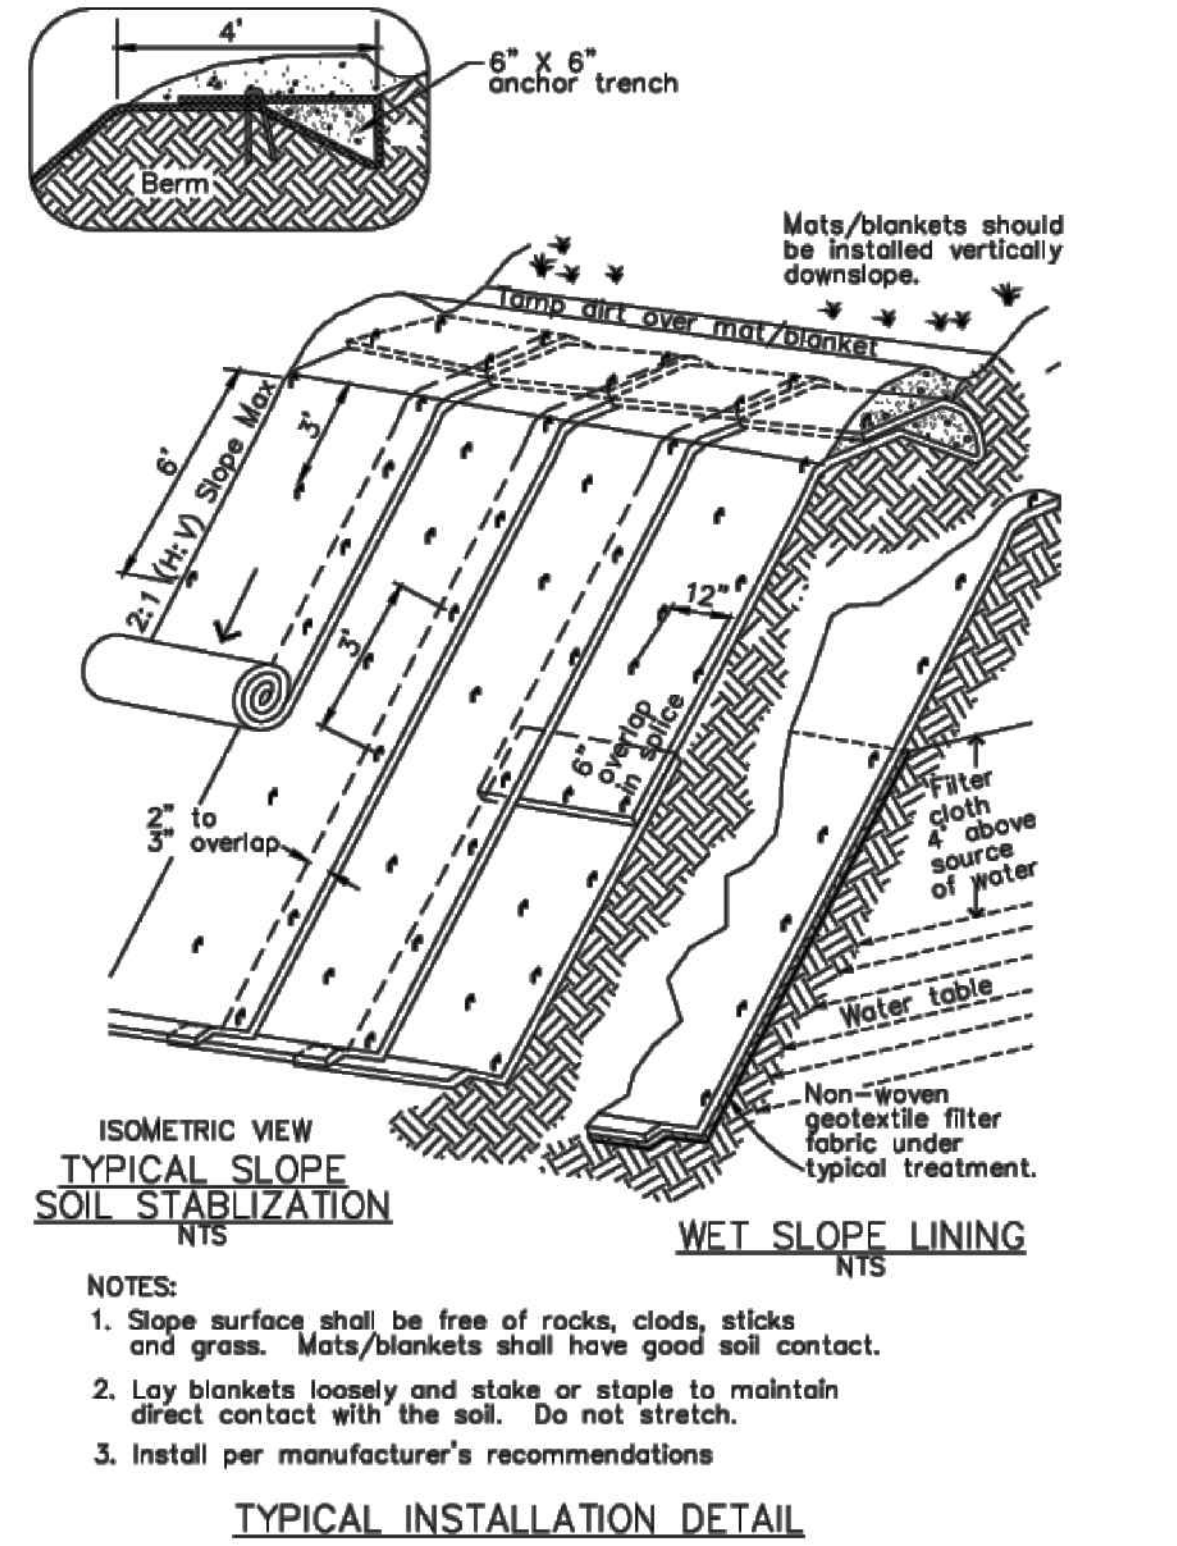 4'
6" X 6"
anchor trench
Berm
Mats/blankets should
be installed vertically
downslope.
Tamp dirt over mat/blanket
6'
2:1 (H:V) Slope Max
3'
12"
3'
6"
overlap
in splice
2" to
3" overlap
Filter
cloth
4' above
source
of water
Water table
Non-woven
geotextile filter
fabric under
typical treatment.
ISOMETRIC VIEW
TYPICAL SLOPE
SOIL STABLIZATION
NTS
WET SLOPE LINING
NTS
NOTES:
1. Slope surface shall be free of rocks, clods, sticks
and grass. Mats/blankets shall have good soil contact.
2. Lay blankets loosely and stake or staple to maintain
direct contact with the soil. Do not stretch.
3. Install per manufacturer's recommendations
TYPICAL INSTALLATION DETAIL